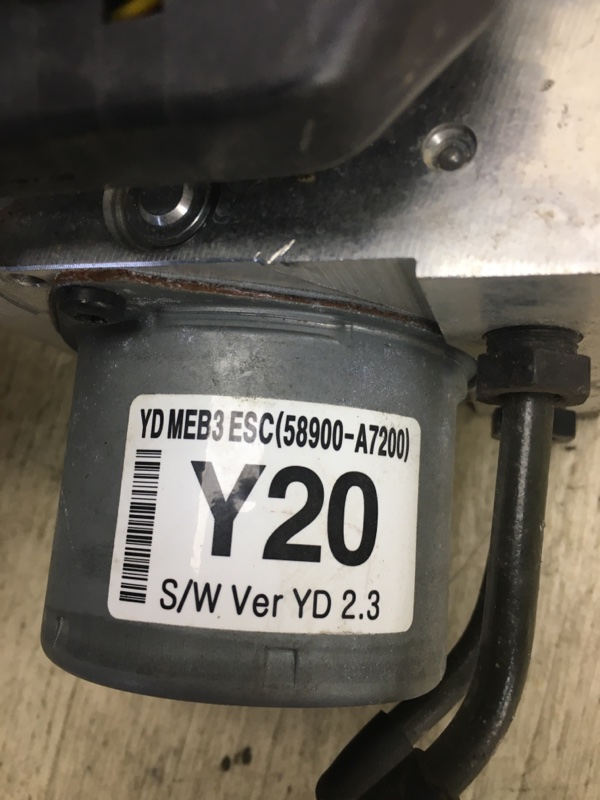 YD MEB3 ESC(58900-A7200)
Y20
S/W Ver YD 2.3